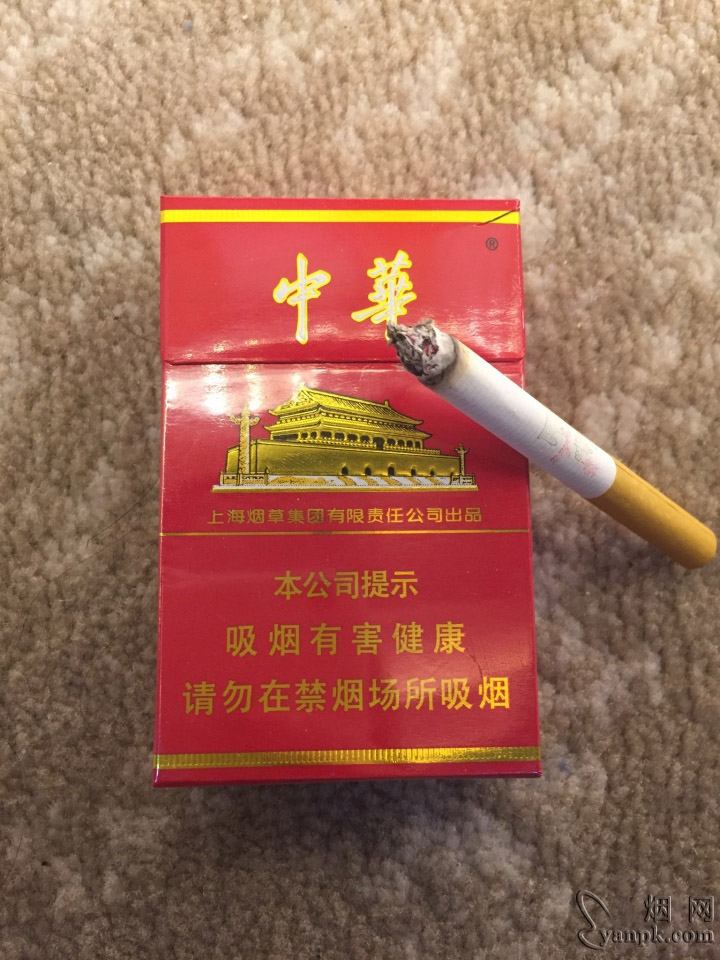 中華®
上海烟草集团有限责任公司出品
本公司提示
吸烟有害健康
请勿在禁烟场所吸烟
烟网
yanpk.com